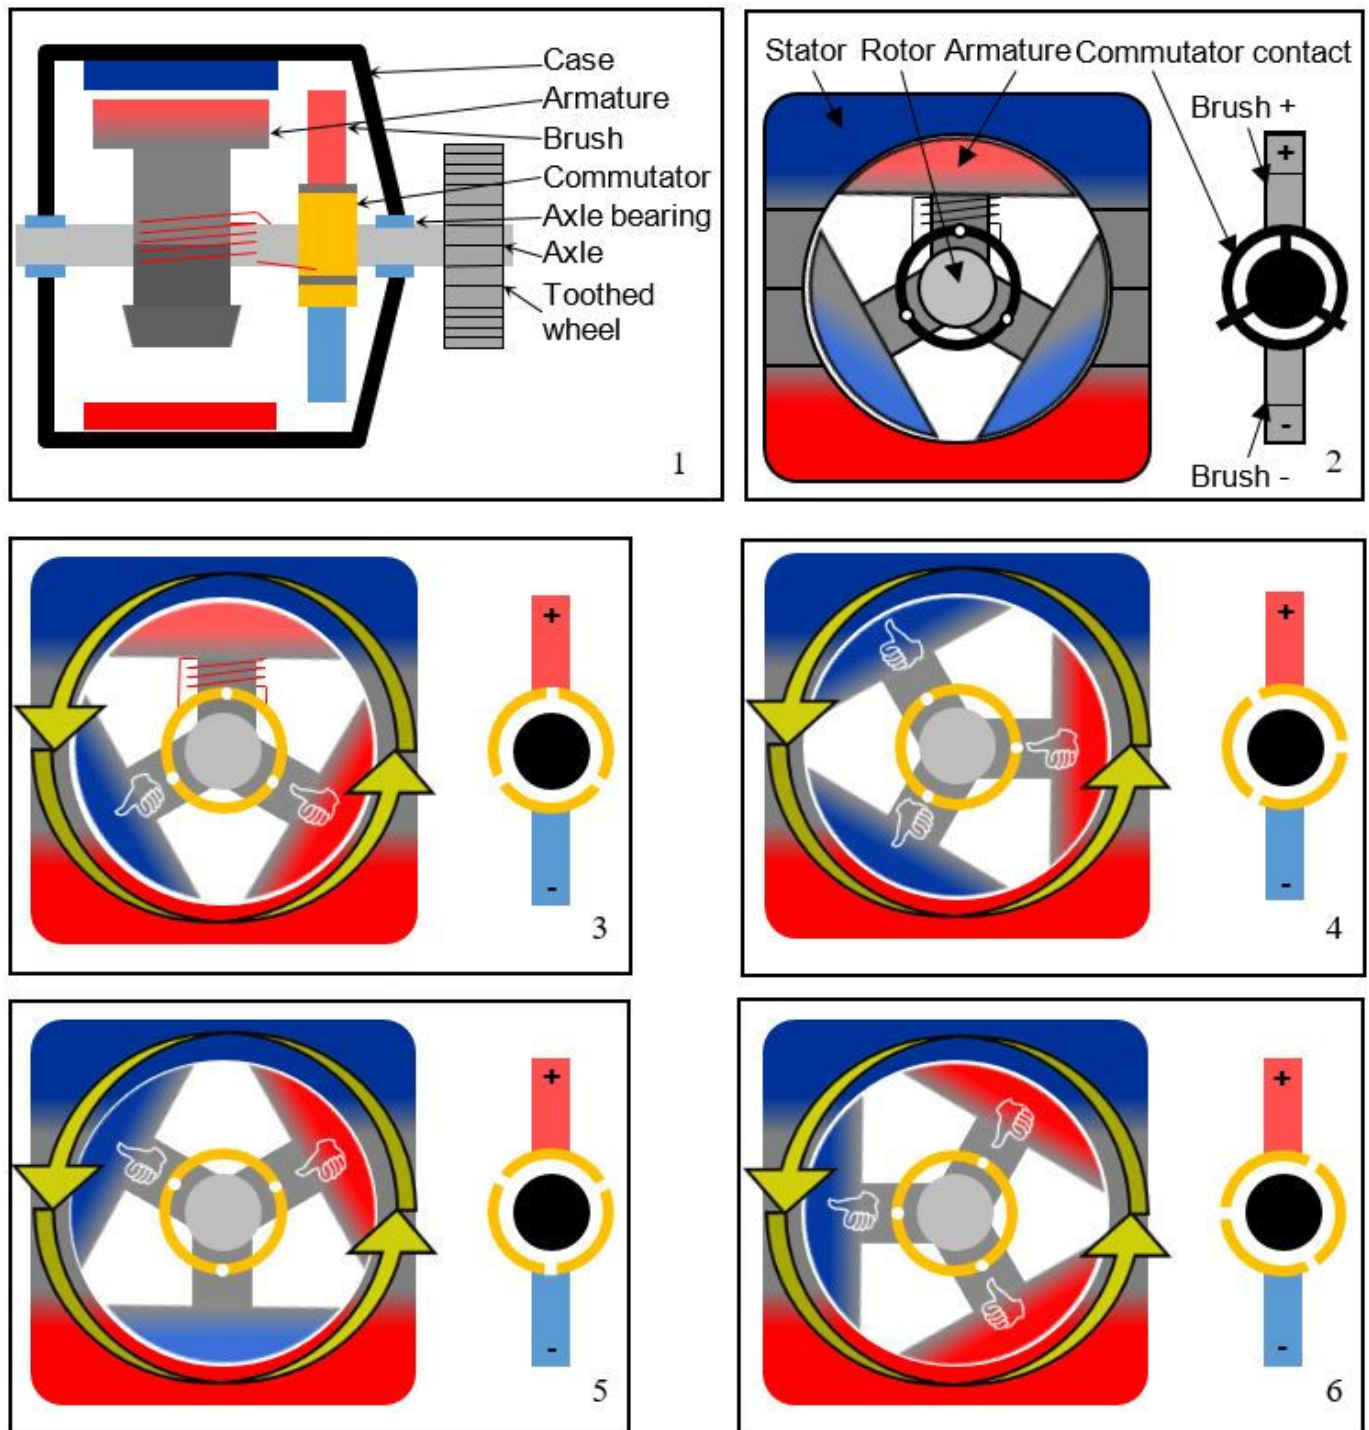 Case
Armature
Brush
Commutator
Axle bearing
Axle
Toothed
wheel
1
Stator Rotor Armature Commutator contact
Brush +
+
-
Brush -
2
+
-
3
+
-
4
+
-
5
+
-
6